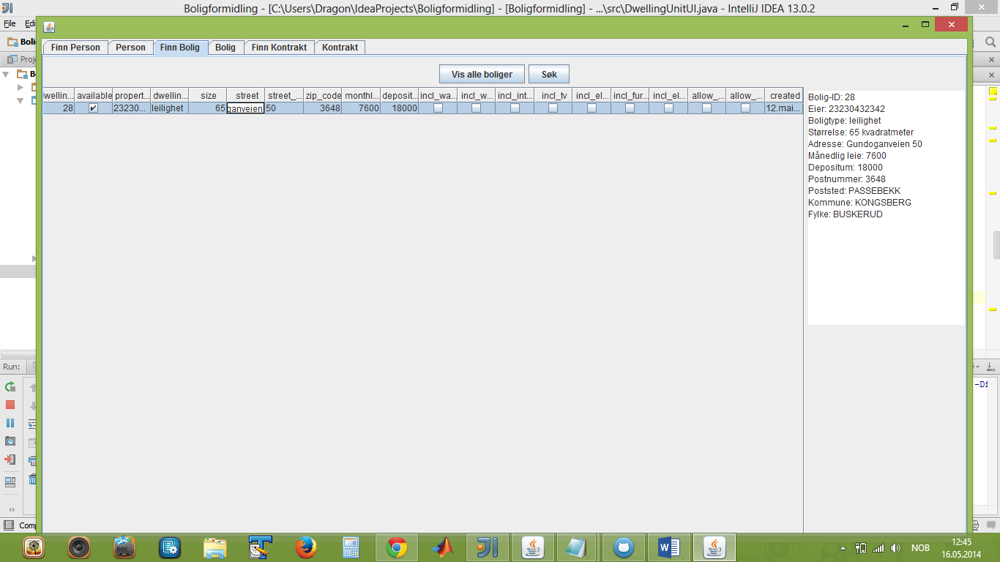 Boligformidling - [C:\Users\Dragon\IdeaProjects\Boligformidling] - [Boligformidling] - ...\src\DwellingUnitUI.java - IntelliJ IDEA 13.0.2
File Edi
Boli
Proje
B
Finn Person Person Finn Bolig Bolig Finn Kontrakt Kontrakt
Vis alle boliger Søk
wellin... available propert... dwellin... size street street_... zip_code monthl... deposit... incl_wa... incl_w... incl_int... incl_tv incl_el... incl_fur... incl_el... allow_... allow_... created
28 23230... leilighet 65 ganveien 50 3648 7600 18000 12.mai...
Bolig-ID: 28
Eier: 23230432342
Boligtype: leilighet
Størrelse: 65 kvadratmeter
Adresse: Gundoganveien 50
Månedlig leie: 7600
Depositum: 18000
Postnummer: 3648
Poststed: PASSEBEKK
Kommune: KONGSBERG
Fylke: BUSKERUD
Run:
-Di
>>
Comp
DOC
NOB
12:45
16.05.2014